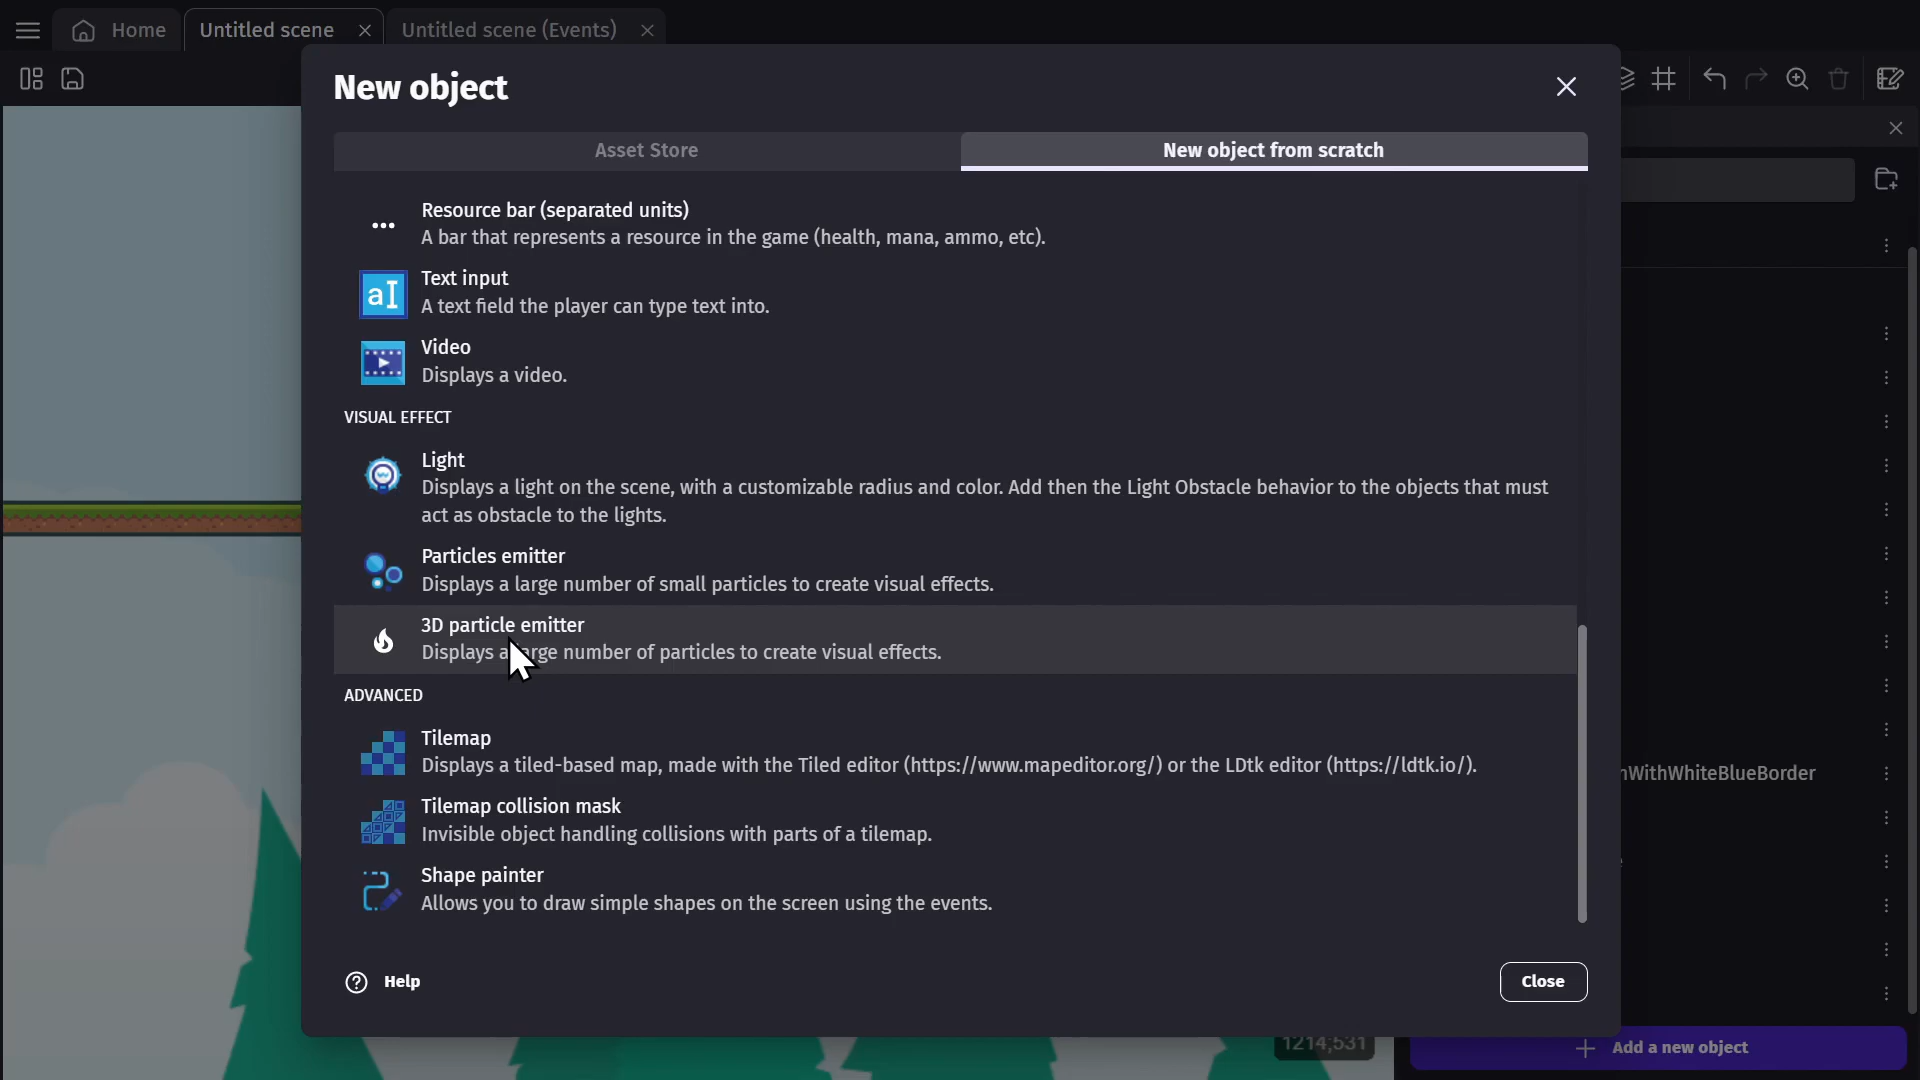 Home
Untitled scene
Untitled scene (Events)
New object
Asset Store
New object from scratch
Resource bar (separated units)
A bar that represents a resource in the game (health, mana, ammo, etc).
Text input
A text field the player can type text into.
Video
Displays a video.
VISUAL EFFECT
Light
Displays a light on the scene, with a customizable radius and color. Add then the Light Obstacle behavior to the objects that must
act as obstacle to the lights.
Particles emitter
Displays a large number of small particles to create visual effects.
3D particle emitter
Displays a large number of particles to create visual effects.
ADVANCED
Tilemap
Displays a tiled-based map, made with the Tiled editor (https://www.mapeditor.org/) or the LDtk editor (https://ldtk.io/).
WithWhiteBlueBorder
Tilemap collision mask
Invisible object handling collisions with parts of a tilemap.
Shape painter
Allows you to draw simple shapes on the screen using the events.
Help
Close
1214;531
Add a new object